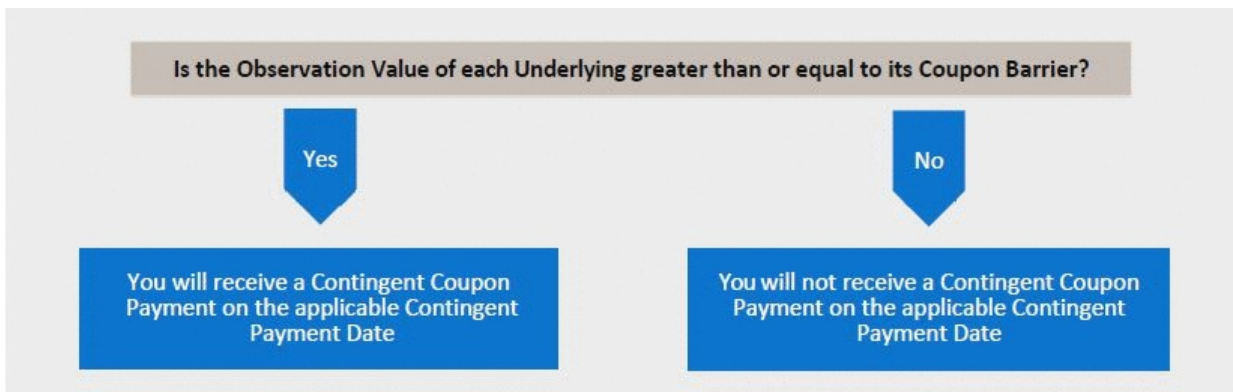 Is the Observation Value of each Underlying greater than or equal to its Coupon Barrier?
Yes
No
You will receive a Contingent Coupon
Payment on the applicable Contingent
Payment Date
You will not receive a Contingent Coupon
Payment on the applicable Contingent
Payment Date